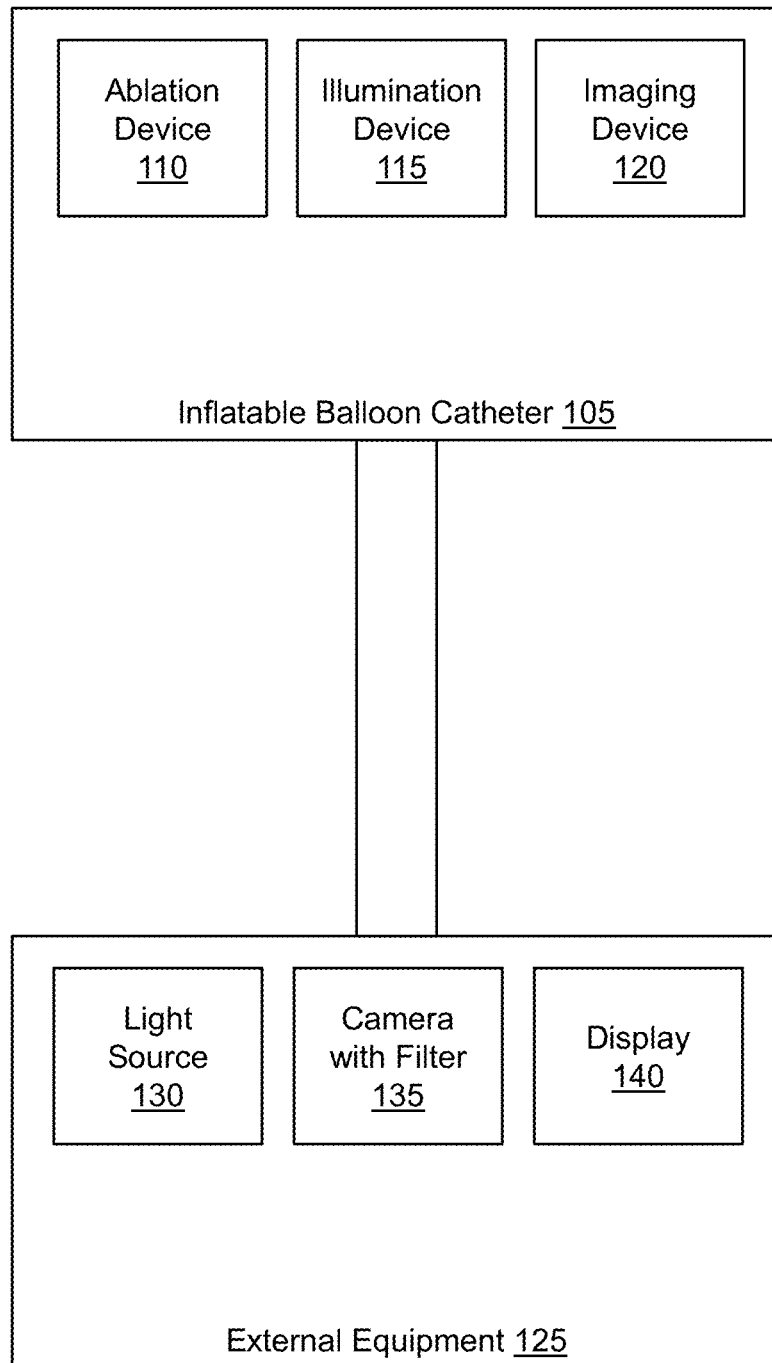 Ablation
Device
110
Illumination
Device
115
Imaging
Device
120
Inflatable Balloon Catheter 105
Light
Source
130
Camera
with Filter
135
Display
140
External Equipment 125